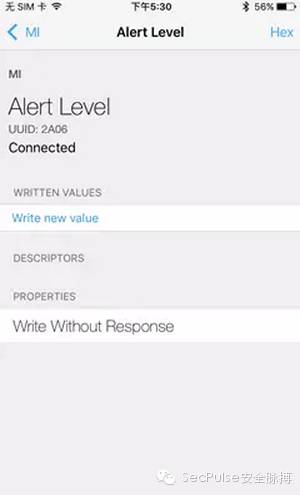 无 SIM 卡 下午5:30 56%
MI Alert Level Hex
MI
Alert Level
UUID: 2A06
Connected
WRITTEN VALUES
Write new value
DESCRIPTORS
PROPERTIES
Write Without Response
SecPulse安全脉搏